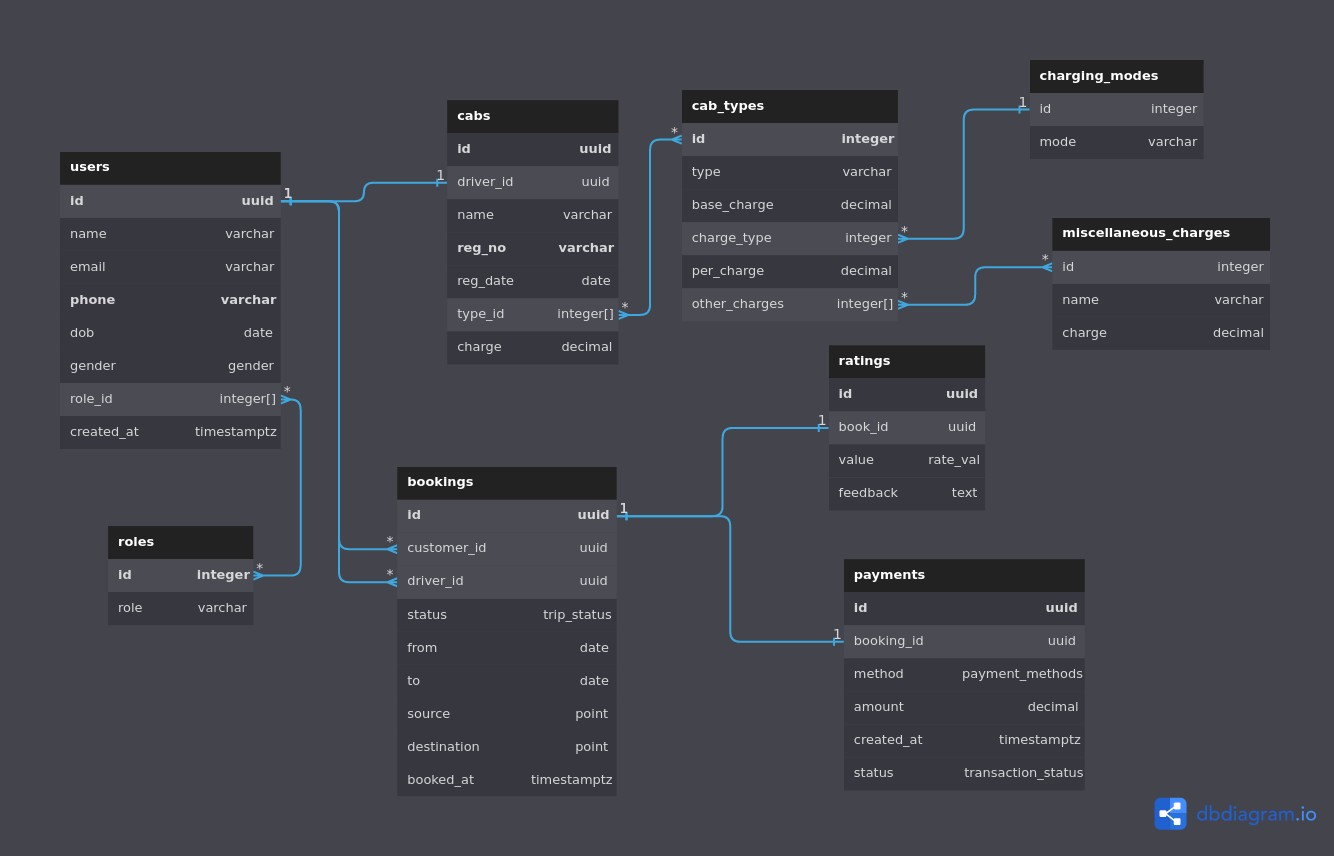 users
id uuid
name varchar
email varchar
phone varchar
dob date
gender gender
role_id integer[]
created_at timestamptz
1
*
roles
id integer
role varchar
*
cabs
id uuid
driver_id uuid
name varchar
reg_no varchar
reg_date date
type_id integer[]
charge decimal
1
*
cab_types
id integer
type varchar
base_charge decimal
charge_type integer
per_charge decimal
other_charges integer[]
*
*
*
charging_modes
id integer
mode varchar
1
miscellaneous_charges
id integer
name varchar
charge decimal
*
bookings
id uuid
customer_id uuid
driver_id uuid
status trip_status
from date
to date
source point
destination point
booked_at timestamptz
1
*
*
ratings
id uuid
book_id uuid
value rate_val
feedback text
1
payments
id uuid
booking_id uuid
method payment_methods
amount decimal
created_at timestamptz
status transaction_status
1
dbdiagram.io